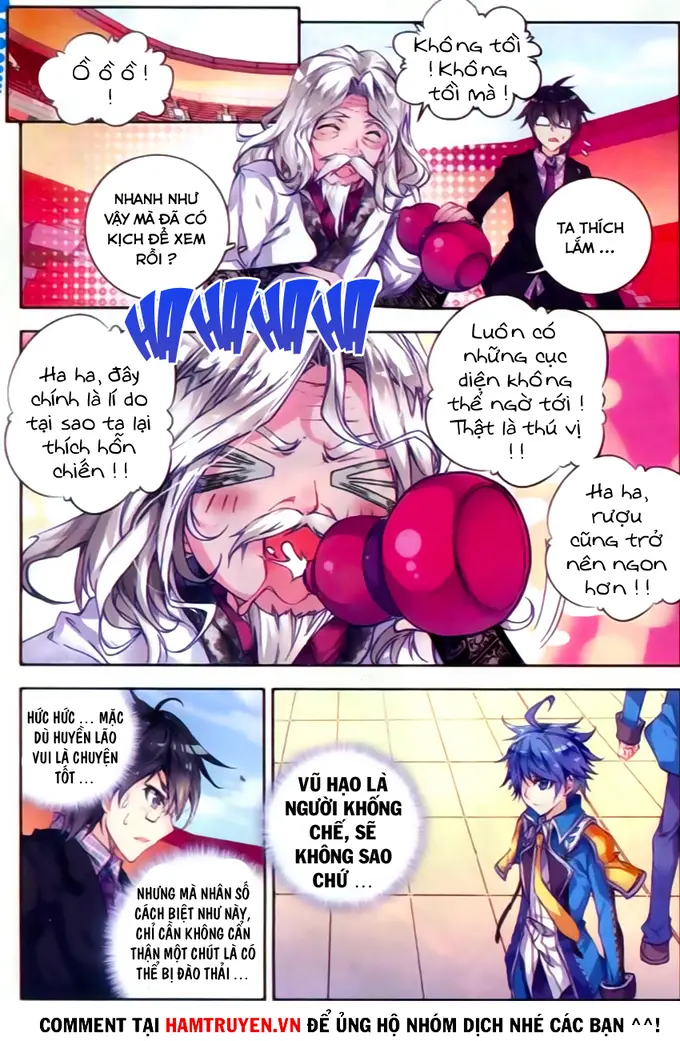 Ồ ồ ồ !
!
Không tồi
! Không
tồi mà !
NHANH NHƯ
VẬY MÀ ĐÃ CÓ
KỊCH ĐỂ XEM
RỒI ?
TA THÍCH
LẮM ...
HA HA HA HA
Ha ha, đây
chính là lí do
tại sao ta lại
thích hỗn
chiến ! !
Luôn có
những cục
diện không
thể ngờ tới !
Thật là thú vị
! !
Ha ha,
rượu
cũng trở
nên ngon
hơn ! !
HỨC HỨC ... MẶC
DÙ HUYỀN LÃO
VUI LÀ CHUYỆN
TỐT ...
NHƯNG MÀ NHÂN SỐ
CÁCH BIỆT NHƯ NÀY,
CHỈ CẦN KHÔNG CẨN
THẬN MỘT CHÚT LÀ CÓ
THỂ BỊ ĐÀO THẢI ...
VŨ HẠO LÀ
NGƯỜI KHỐNG
CHẾ, SẼ
KHÔNG SAO
CHỨ ...
COMMENT TẠI HAMTRUYEN.VN ĐỂ ỦNG HỘ NHÓM DỊCH NHÉ CÁC BẠN ^^!